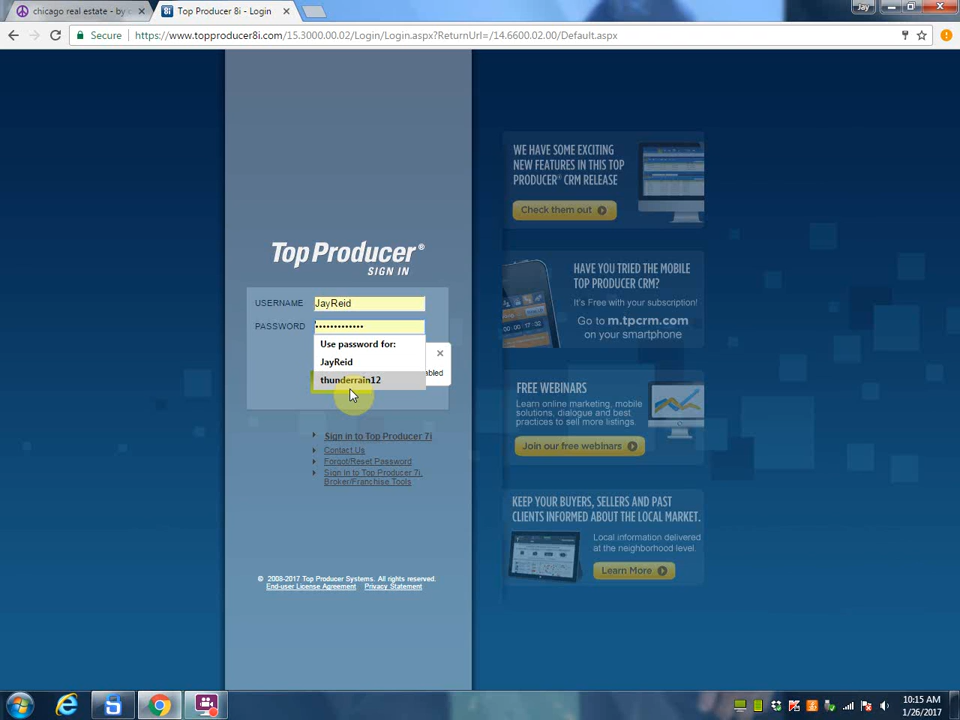 chicago real estate - by c
Top Producer 8i - Login
Jay
Secure
https://www.topproducer8i.com/15.3000.00.02/Login/Login.aspx?ReturnUrl=/14.6600.02.00/Default.aspx
Top Producer®
SIGN IN
USERNAME JayReid
PASSWORD •••••••••••••
Use password for:
JayReid
thunderrain12
abled
Sign in to Top Producer 7i
Contact Us
Forgot/Reset Password
Sign in to Top Producer 7i,
Broker/Franchise Tools
© 2008-2017 Top Producer Systems. All rights reserved.
End-user License Agreement Privacy Statement
WE HAVE SOME EXCITING
NEW FEATURES IN THIS TOP
PRODUCER® CRM RELEASE
Check them out
HAVE YOU TRIED THE MOBILE
TOP PRODUCER CRM?
It's Free with your subscription!
Go to m.tpcrm.com
on your smartphone
FREE WEBINARS
Learn online marketing, mobile
solutions, dialogue and best
practices to sell more listings.
Join our free webinars
KEEP YOUR BUYERS, SELLERS AND PAST
CLIENTS INFORMED ABOUT THE LOCAL MARKET.
Local information delivered
at the neighborhood level.
Learn More
10:15 AM
1/26/2017